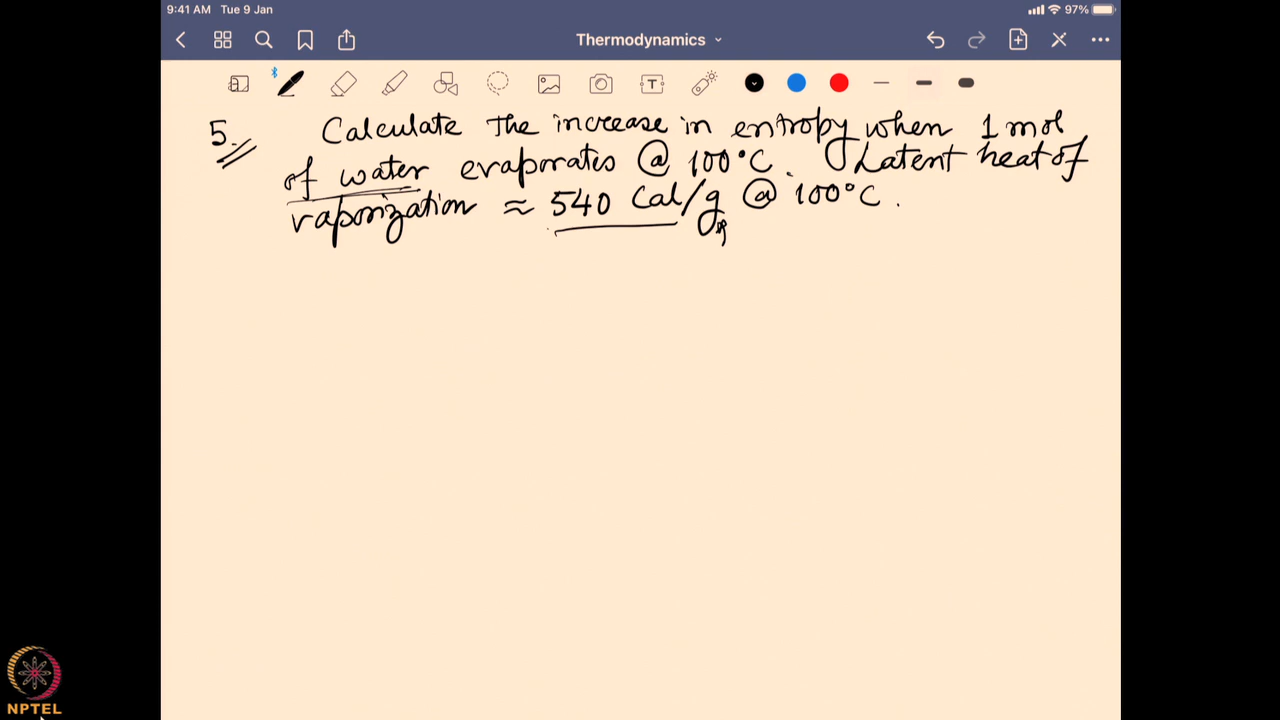 9:41 AM Tue 9 Jan
97%
Thermodynamics
T
5. Calculate the increase in entropy when 1 mol
of water evaporates @ 100°C. Latent heat of
vaporization ≈ 540 Cal/g @ 100°C.
NPTEL